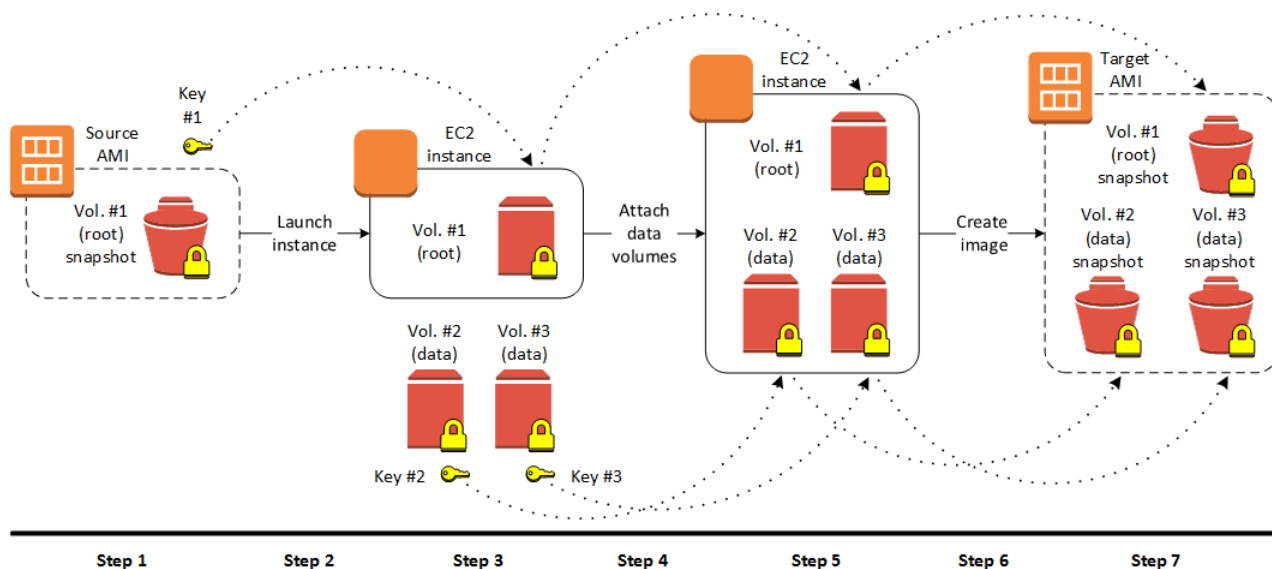 Key
#1
Source
AMI
Vol. #1
(root)
snapshot
Launch
instance
EC2
instance
Vol. #1
(root)
Vol. #2
(data)
Vol. #3
(data)
Key #2
Key #3
Attach
data
volumes
EC2
instance
Vol. #1
(root)
Vol. #2
(data)
Vol. #3
(data)
Create
image
Target
AMI
Vol. #1
(root)
snapshot
Vol. #2
(data)
snapshot
Vol. #3
(data)
snapshot
Step 1
Step 2
Step 3
Step 4
Step 5
Step 6
Step 7